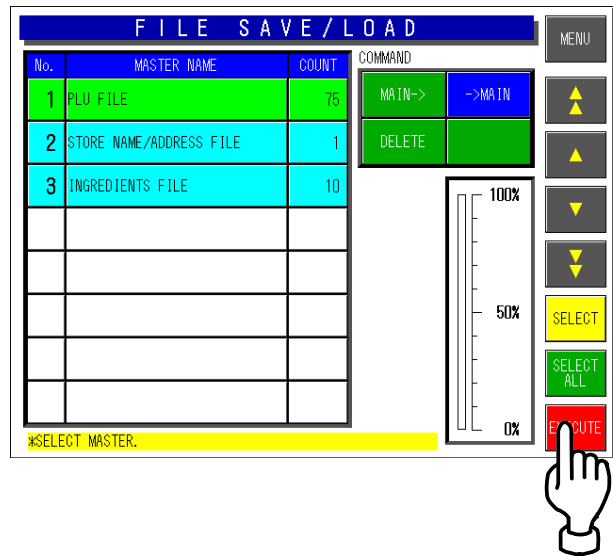 FILE SAVE/LOAD
MENU
No. MASTER NAME COUNT
1 PLU FILE 75
2 STORE NAME/ADDRESS FILE 1
3 INGREDIENTS FILE 10
COMMAND
MAIN-> ->MAIN
DELETE
100%
50%
0%
SELECT
SELECT
ALL
EXECUTE
*SELECT MASTER.